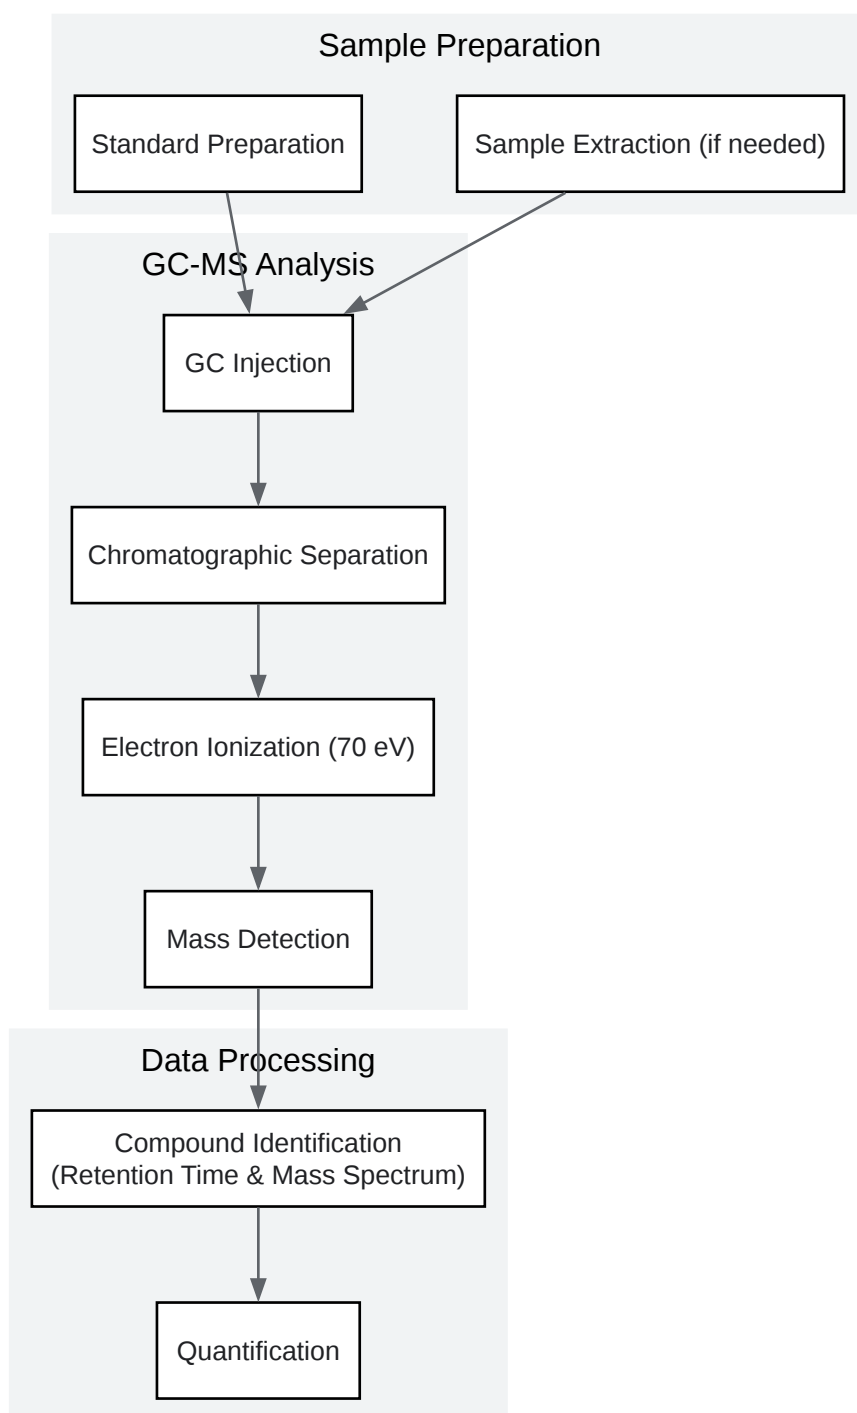 Sample Preparation
Standard Preparation
Sample Extraction (if needed)
GC-MS Analysis
GC Injection
Chromatographic Separation
Electron Ionization (70 eV)
Mass Detection
Data Processing
Compound Identification
(Retention Time & Mass Spectrum)
Quantification